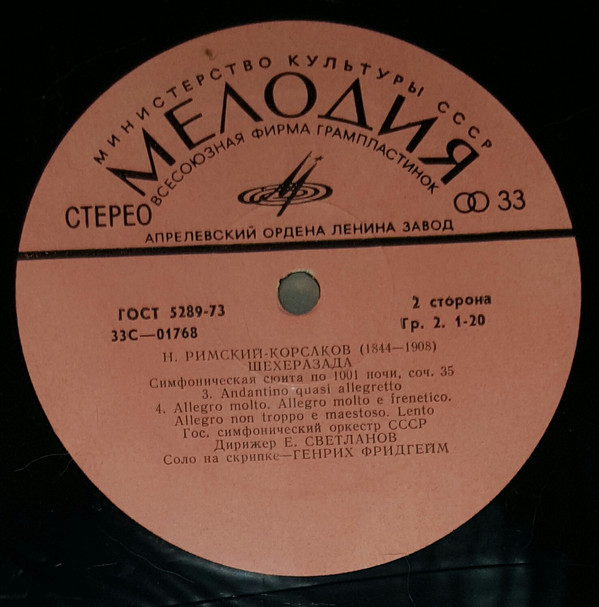 МИНИСТЕРСТВО КУЛЬТУРЫ СССР
МЕЛОДИЯ
ВСЕСОЮЗНАЯ ФИРМА ГРАМПЛАСТИНОК
СТЕРЕО
33
АПРЕЛЕВСКИЙ ОРДЕНА ЛЕНИНА ЗАВОД
ГОСТ 5289-73
2 сторона
33С—01768
Гр. 2. 1-20
Н. РИМСКИЙ-КОРСАКОВ (1844—1908)
ШЕХЕРАЗАДА
Симфоническая сюита по 1001 ночи, соч. 35
3. Andantino quasi allegretto
4. Allegro molto. Allegro molto e frenetico.
Allegro non troppo e maestoso. Lento
Гос. симфонический оркестр СССР
Дирижер Е. СВЕТЛАНОВ
Соло на скрипке—ГЕНРИХ ФРИДГЕЙМ